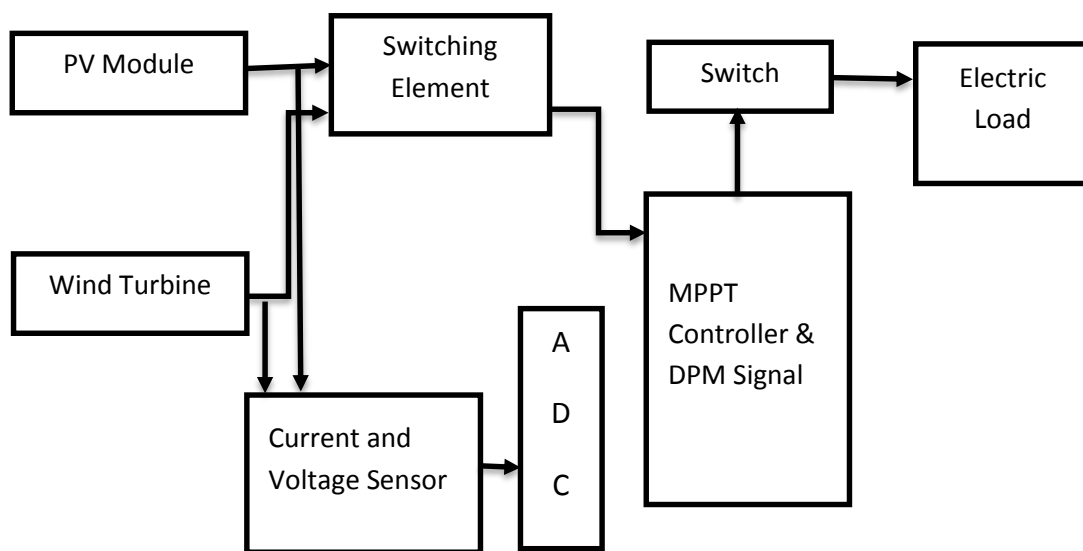 PV Module
Switching
Element
Switch
Electric
Load
Wind Turbine
MPPT
Controller &
DPM Signal
A
D
C
Current and
Voltage Sensor